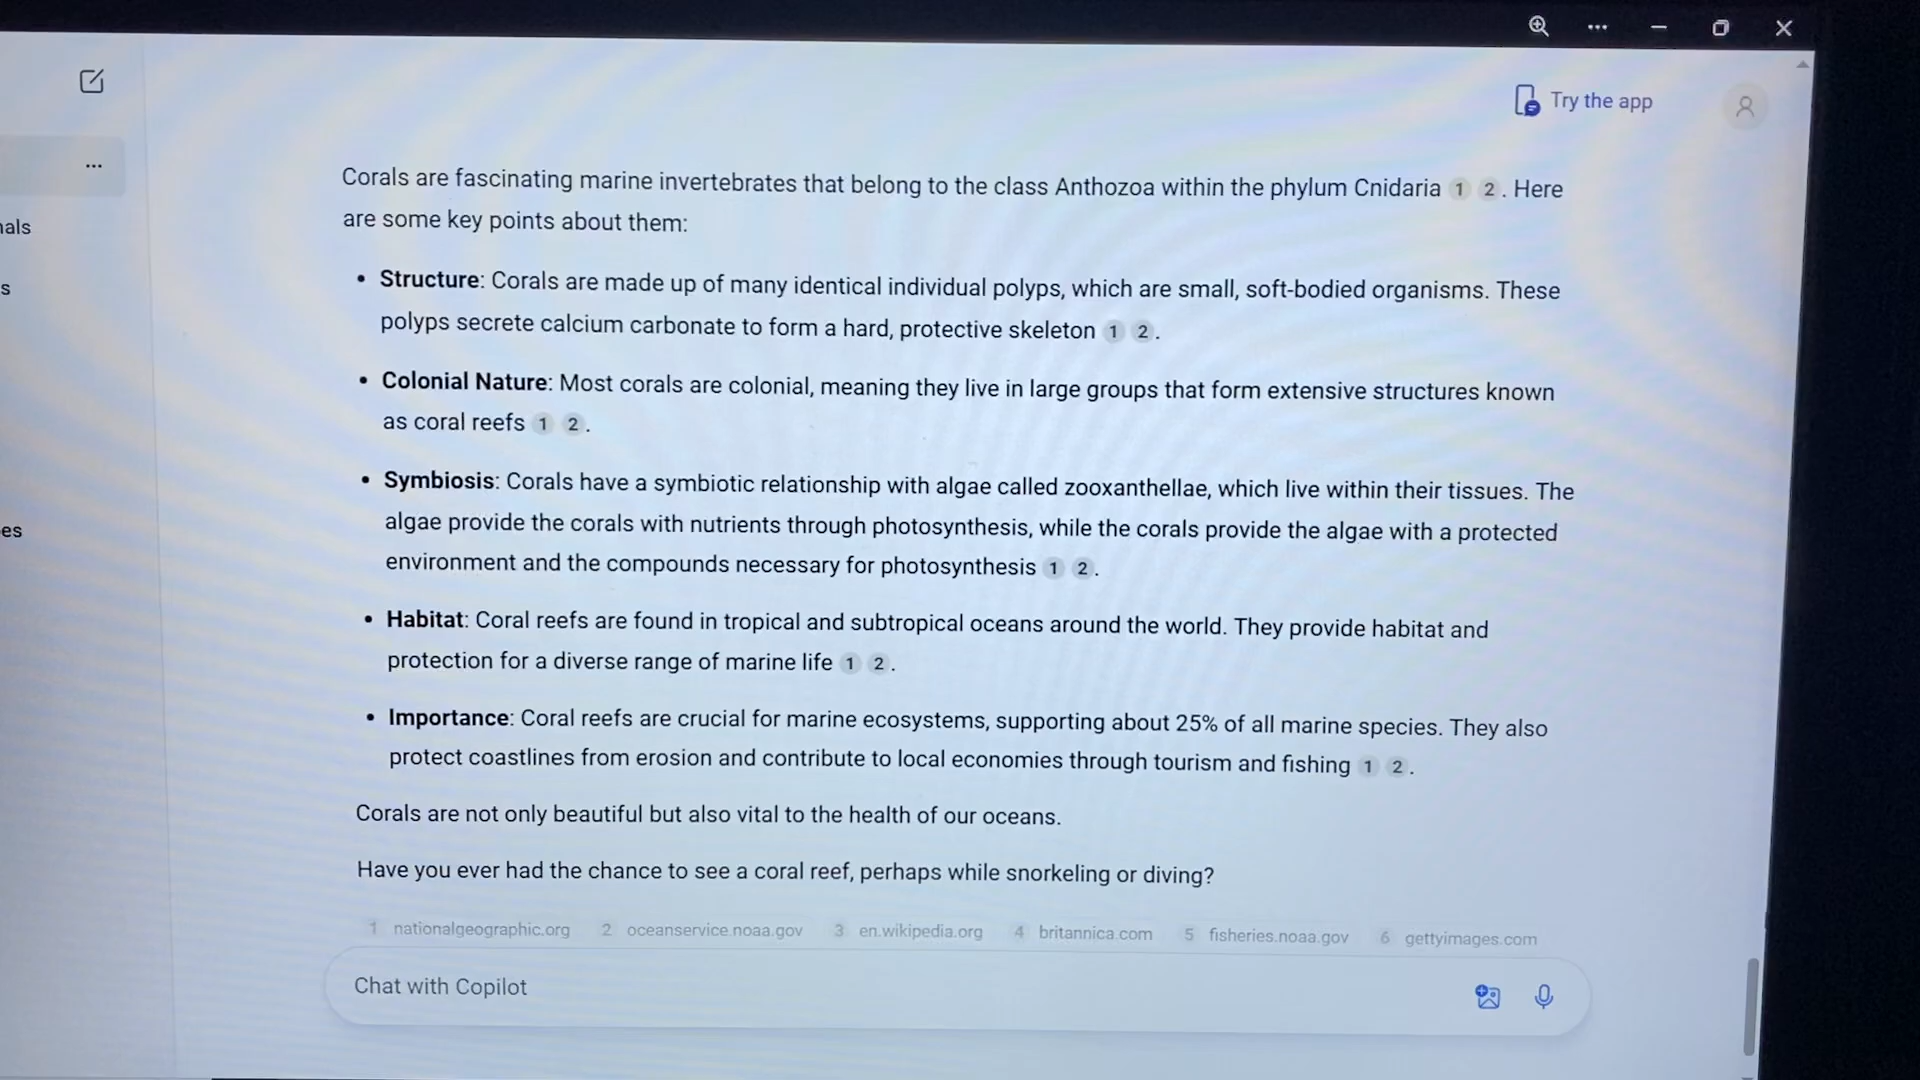 Try the app
...
nals
s
es
Corals are fascinating marine invertebrates that belong to the class Anthozoa within the phylum Cnidaria 1 2 . Here
are some key points about them:
• Structure: Corals are made up of many identical individual polyps, which are small, soft-bodied organisms. These
polyps secrete calcium carbonate to form a hard, protective skeleton 1 2 .
• Colonial Nature: Most corals are colonial, meaning they live in large groups that form extensive structures known
as coral reefs 1 2 .
• Symbiosis: Corals have a symbiotic relationship with algae called zooxanthellae, which live within their tissues. The
algae provide the corals with nutrients through photosynthesis, while the corals provide the algae with a protected
environment and the compounds necessary for photosynthesis 1 2 .
• Habitat: Coral reefs are found in tropical and subtropical oceans around the world. They provide habitat and
protection for a diverse range of marine life 1 2 .
• Importance: Coral reefs are crucial for marine ecosystems, supporting about 25% of all marine species. They also
protect coastlines from erosion and contribute to local economies through tourism and fishing 1 2 .
Corals are not only beautiful but also vital to the health of our oceans.
Have you ever had the chance to see a coral reef, perhaps while snorkeling or diving?
1 nationalgeographic.org 2 oceanservice.noaa.gov 3 en.wikipedia.org 4 britannica.com 5 fisheries.noaa.gov 6 gettyimages.com
Chat with Copilot